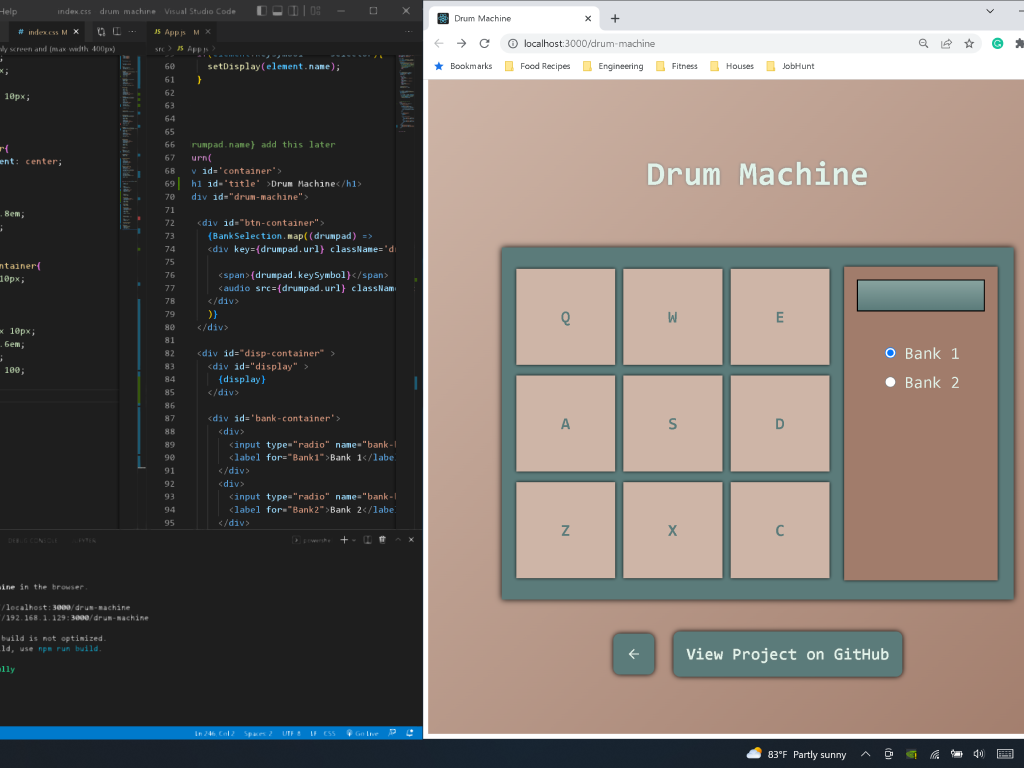 Help
index.css - drum-machine - Visual Studio Code
# index.css M
JS App.js M
nly screen and (max width 400px)
src > JS App.js >
x;
10px;
r{
ent: center;
.8em;
;
ntainer{
10px;
x 10px;
.6em;
;
100;
60 setDisplay(element.name);
61 }
62
63
64
65
66 rumpad.name} add this later
67 urn(
68 v id='container'>
69 h1 id='title' >Drum Machine</h1>
70 div id="drum-machine">
71
72 <div id="btn-container">
73 {BankSelection.map((drumpad) =>
74 <div key={drumpad.url} className='d
75
76 <span>{drumpad.keySymbol}</span>
77 <audio src={drumpad.url} classNam
78 </div>
79 )}
80 </div>
81
82 <div id="disp-container" >
83 <div id="display" >
84 {display}
85 </div>
86
87 <div id='bank-container'>
88 <div>
89 <input type="radio" name="bank-
90 <label for="Bank1">Bank 1</labe
91 </div>
92 <div>
93 <input type="radio" name="bank-
94 <label for="Bank2">Bank 2</labe
95 </div>
hine in the browser.
//localhost:3000/drum-machine
//192.168.1.129:3000/drum-machine
build is not optimized.
ld, use npm run build.
lly
Ln 246, Col 2 Spaces: 2 UTF-8 LF CSS Go Live
Drum Machine
localhost:3000/drum-machine
Bookmarks Food Recipes Engineering Fitness Houses JobHunt
Drum Machine
Q W E
A S D
Z X C
Bank 1
Bank 2
← View Project on GitHub
83°F Partly sunny